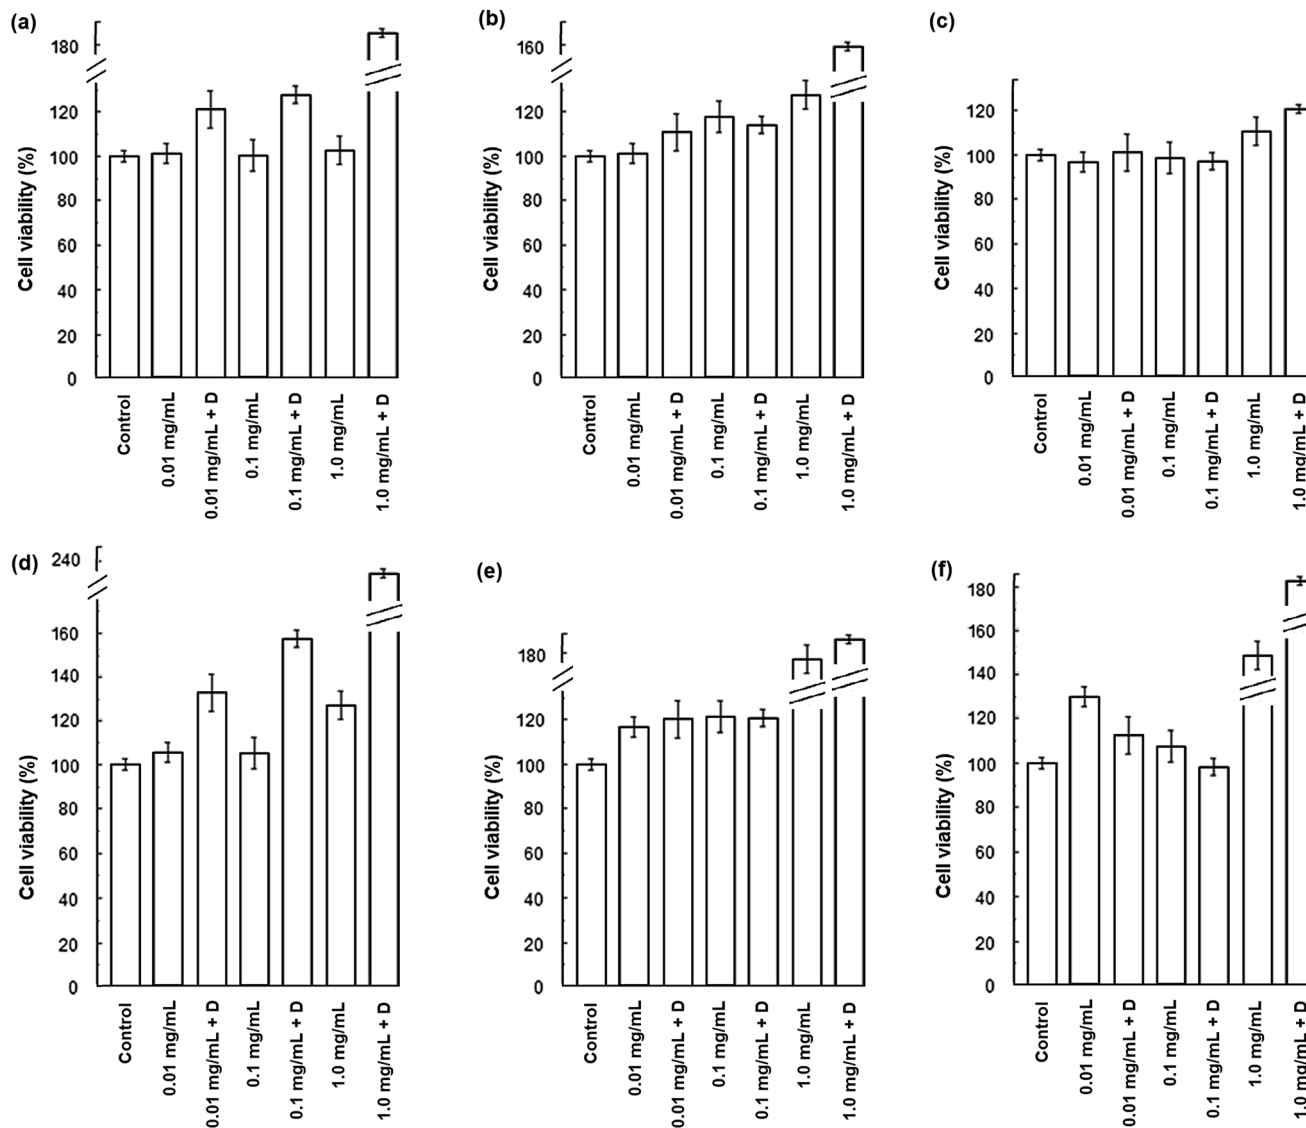 (a)
180
120
100
80
60
40
20
0
Cell viability (%)
Control
0.01 mg/mL
0.01 mg/mL + D
0.1 mg/mL
0.1 mg/mL + D
1.0 mg/mL
1.0 mg/mL + D
(b)
160
120
100
80
60
40
20
0
Cell viability (%)
Control
0.01 mg/mL
0.01 mg/mL + D
0.1 mg/mL
0.1 mg/mL + D
1.0 mg/mL
1.0 mg/mL + D
(c)
120
100
80
60
40
20
0
Cell viability (%)
Control
0.01 mg/mL
0.01 mg/mL + D
0.1 mg/mL
0.1 mg/mL + D
1.0 mg/mL
1.0 mg/mL + D
(d)
240
160
140
120
100
80
60
40
20
0
Cell viability (%)
Control
0.01 mg/mL
0.01 mg/mL + D
0.1 mg/mL
0.1 mg/mL + D
1.0 mg/mL
1.0 mg/mL + D
(e)
180
120
100
80
60
40
20
0
Cell viability (%)
Control
0.01 mg/mL
0.01 mg/mL + D
0.1 mg/mL
0.1 mg/mL + D
1.0 mg/mL
1.0 mg/mL + D
(f)
180
160
140
120
100
80
60
40
20
0
Cell viability (%)
Control
0.01 mg/mL
0.01 mg/mL + D
0.1 mg/mL
0.1 mg/mL + D
1.0 mg/mL
1.0 mg/mL + D